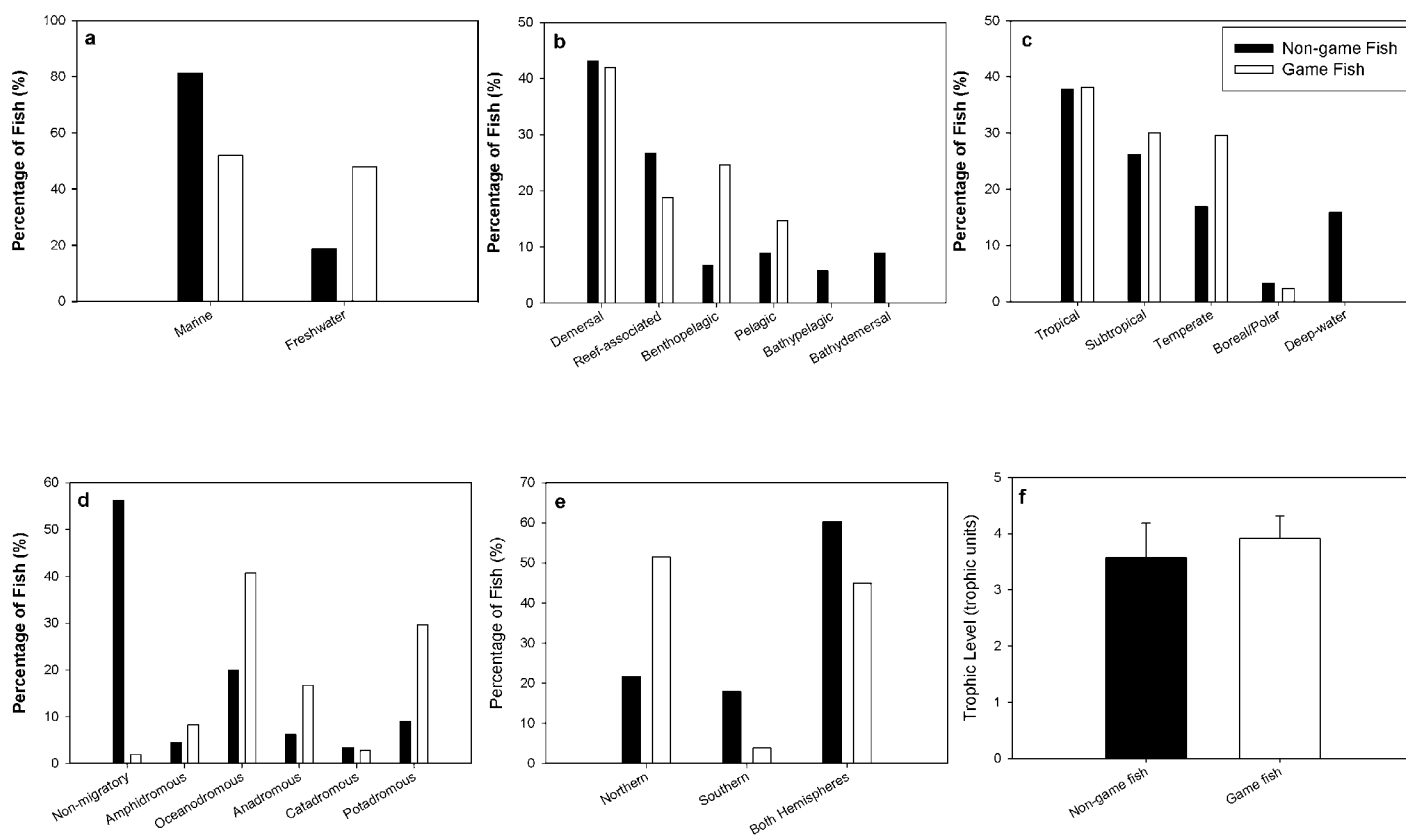 a
Percentage of Fish (%)
100
80
60
40
20
0
Marine
Freshwater
b
Percentage of Fish (%)
50
40
30
20
10
0
Demersal
Reef-associated
Benthopelagic
Pelagic
Bathypelagic
Bathydemersal
c
Percentage of Fish (%)
50
40
30
20
10
0
Tropical
Subtropical
Temperate
Boreal/Polar
Deep-water
Non-game Fish
Game Fish
d
Percentage of Fish (%)
60
50
40
30
20
10
0
Non-migratory
Amphidromous
Oceanodromous
Anadromous
Catadromous
Potadromous
e
Percentage of Fish (%)
70
60
50
40
30
20
10
0
Northern
Southern
Both Hemispheres
f
Trophic Level (trophic units)
5
4
3
2
1
0
Non-game fish
Game fish